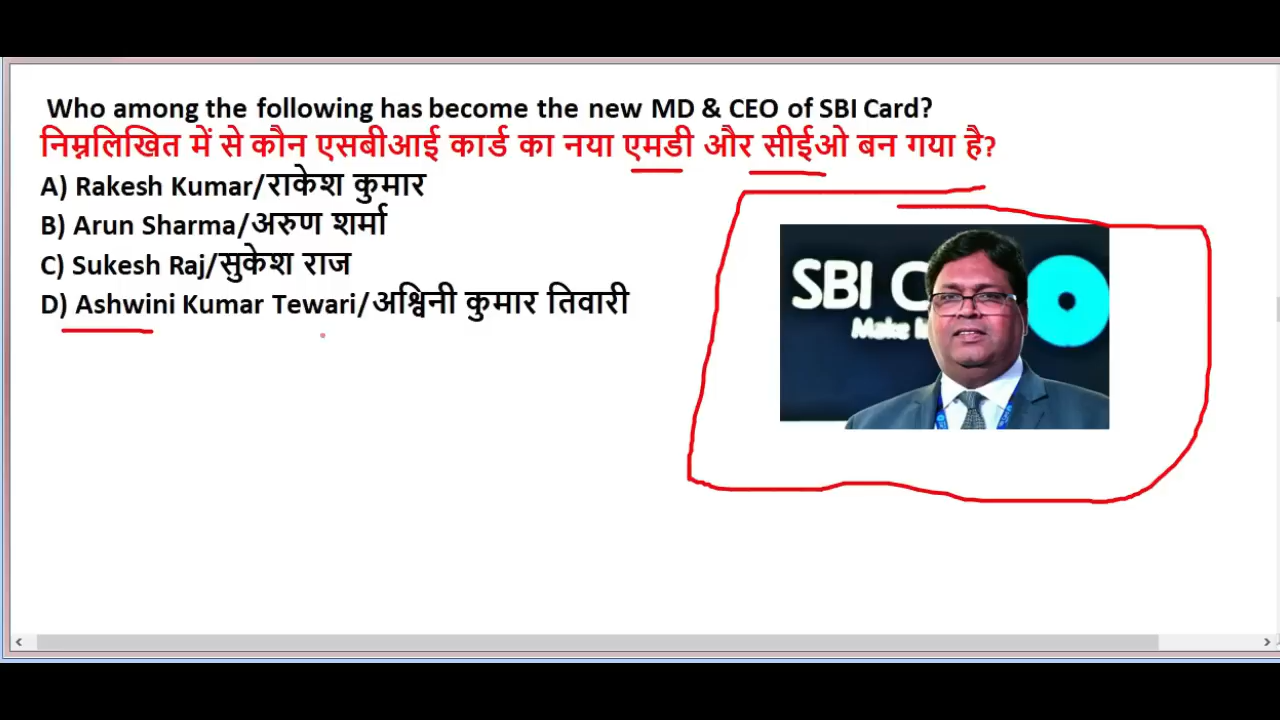 Who among the following has become the new MD & CEO of SBI Card?
निम्नलिखित में से कौन एसबीआई कार्ड का नया एमडी और सीईओ बन गया है?
A) Rakesh Kumar/राकेश कुमार
B) Arun Sharma/अरुण शर्मा
C) Sukesh Raj/सुकेश राज
D) Ashwini Kumar Tewari/अश्विनी कुमार तिवारी
SBI C
Make